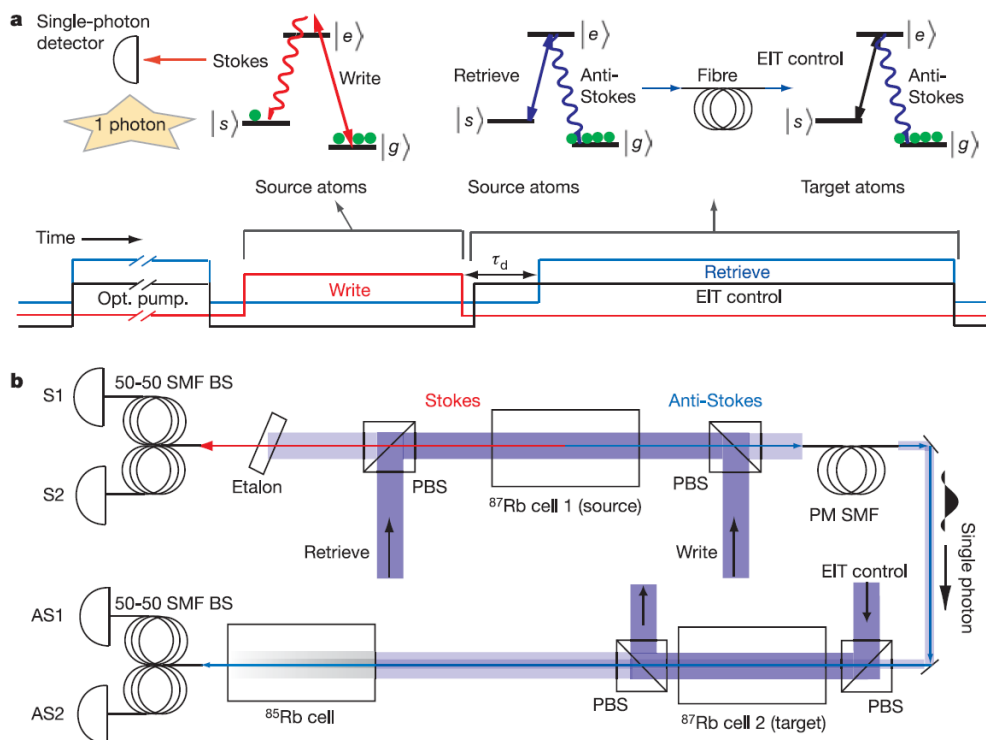 a
Single-photon
detector
Stokes
1 photon
|e⟩
Write
|s⟩
|g⟩
Source atoms
|e⟩
Retrieve
Anti-
Stokes
|s⟩
|g⟩
Source atoms
Fibre
EIT control
|e⟩
Anti-
Stokes
|s⟩
|g⟩
Target atoms
Time
τd
Retrieve
Opt. pump.
Write
EIT control
b
S1
50-50 SMF BS
Stokes
Anti-Stokes
S2
Etalon
PBS
87Rb cell 1 (source)
PBS
PM SMF
Retrieve
Write
Single photon
EIT control
AS1
50-50 SMF BS
AS2
85Rb cell
PBS
87Rb cell 2 (target)
PBS